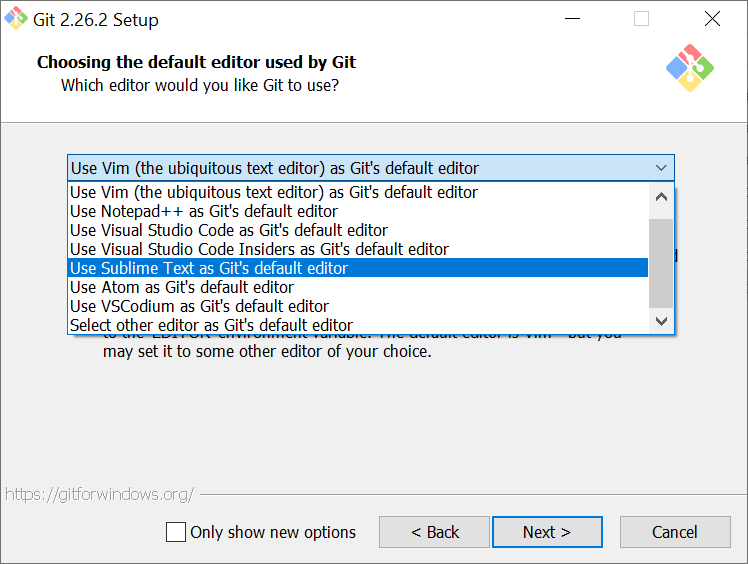 Git 2.26.2 Setup
Choosing the default editor used by Git
Which editor would you like Git to use?
Use Vim (the ubiquitous text editor) as Git's default editor
Use Vim (the ubiquitous text editor) as Git's default editor
Use Notepad++ as Git's default editor
Use Visual Studio Code as Git's default editor
Use Visual Studio Code Insiders as Git's default editor
Use Sublime Text as Git's default editor
Use Atom as Git's default editor
Use VSCodium as Git's default editor
Select other editor as Git's default editor
may set it to some other editor of your choice.
https://gitforwindows.org/
Only show new options
< Back
Next >
Cancel